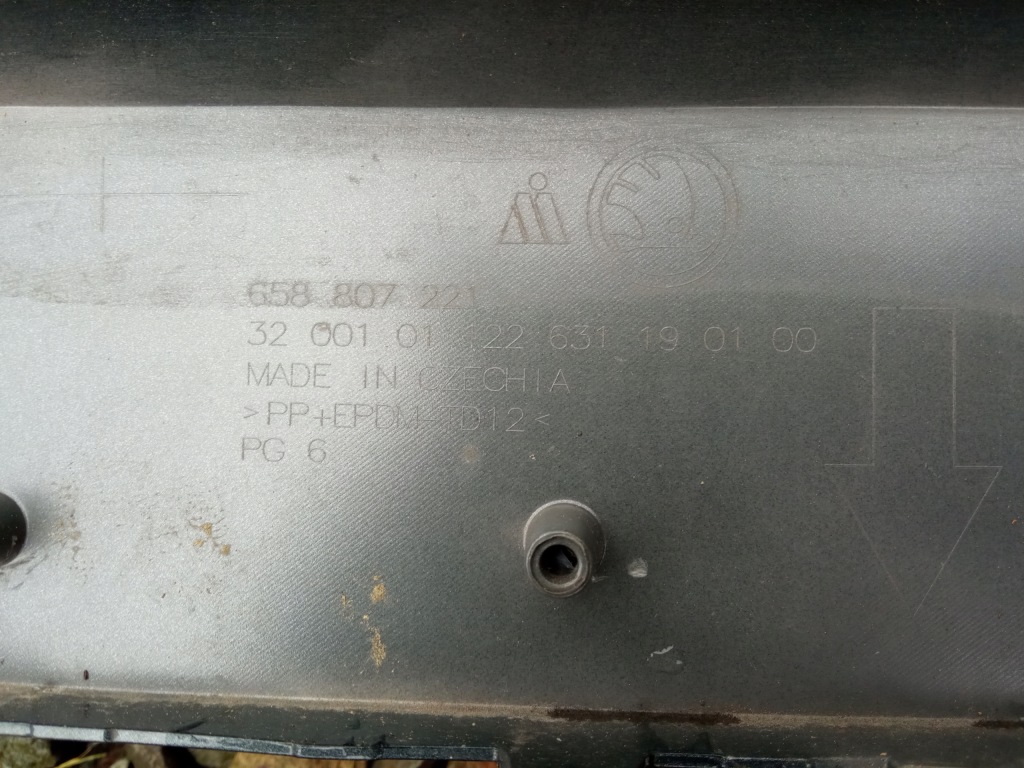 658 807 221
32 001 01 22 631 19 01 00
MADE IN CZECHIA
>PP+EPDM-TD12<
PG 6